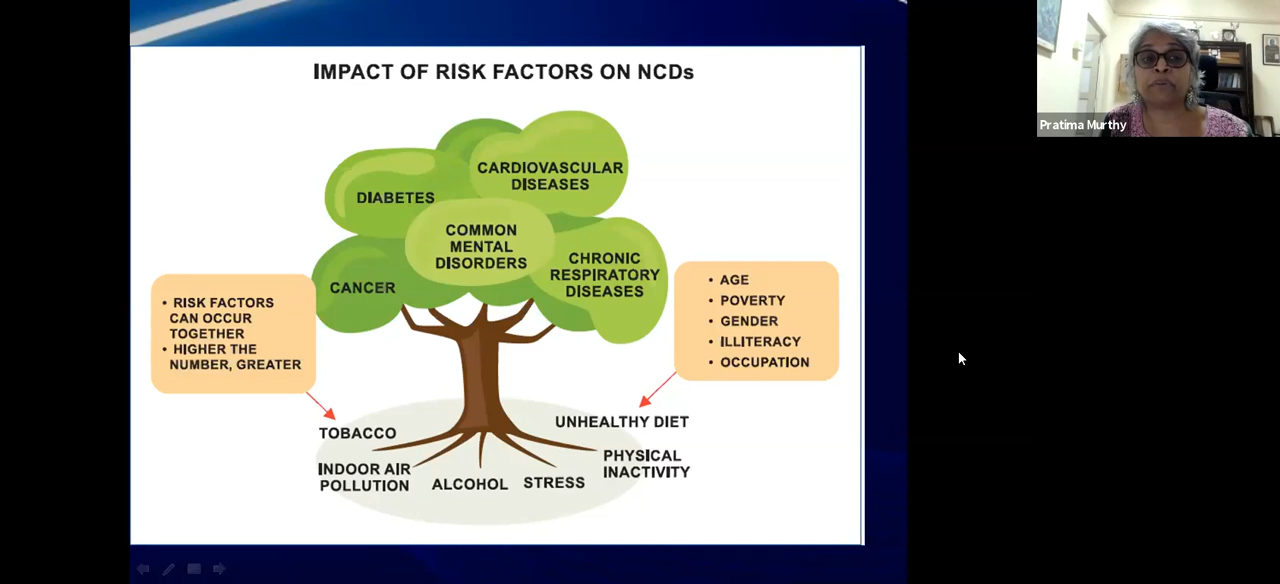 IMPACT OF RISK FACTORS ON NCDs
CARDIOVASCULAR
DISEASES
DIABETES
COMMON
MENTAL
DISORDERS
CHRONIC
RESPIRATORY
DISEASES
CANCER
• RISK FACTORS
CAN OCCUR
TOGETHER
• HIGHER THE
NUMBER, GREATER
• AGE
• POVERTY
• GENDER
• ILLITERACY
• OCCUPATION
TOBACCO
INDOOR AIR
POLLUTION
ALCOHOL
STRESS
UNHEALTHY DIET
PHYSICAL
INACTIVITY
Pratima Murthy